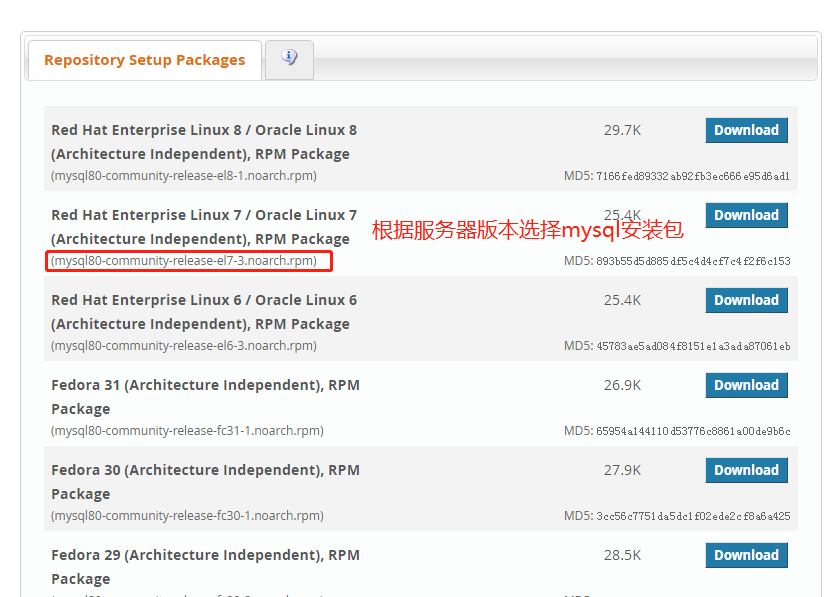 Repository Setup Packages
Red Hat Enterprise Linux 8 / Oracle Linux 8
29.7K
Download
(Architecture Independent), RPM Package
(mysql80-community-release-el8-1.noarch.rpm)
MD5: 7166fed89332ab92fb3ec666e95d6ad1
Red Hat Enterprise Linux 7 / Oracle Linux 7
25.4K
Download
根据服务器版本选择mysql安装包
(Architecture Independent), RPM Package
(mysql80-community-release-el7-3.noarch.rpm)
MD5: 893b55d5d885df5c4d4cf7c4f2f6c153
Red Hat Enterprise Linux 6 / Oracle Linux 6
25.4K
Download
(Architecture Independent), RPM Package
(mysql80-community-release-el6-3.noarch.rpm)
MD5: 45783ae5ad084f8151e1a3ada87061eb
Fedora 31 (Architecture Independent), RPM
26.9K
Download
Package
(mysql80-community-release-fc31-1.noarch.rpm)
MD5: 65954a144110d53776c8861a00de9b6c
Fedora 30 (Architecture Independent), RPM
27.9K
Download
Package
(mysql80-community-release-fc30-1.noarch.rpm)
MD5: 3cc56c7751da5dc1f02ede2cf8a6a425
Fedora 29 (Architecture Independent), RPM
28.5K
Download
Package